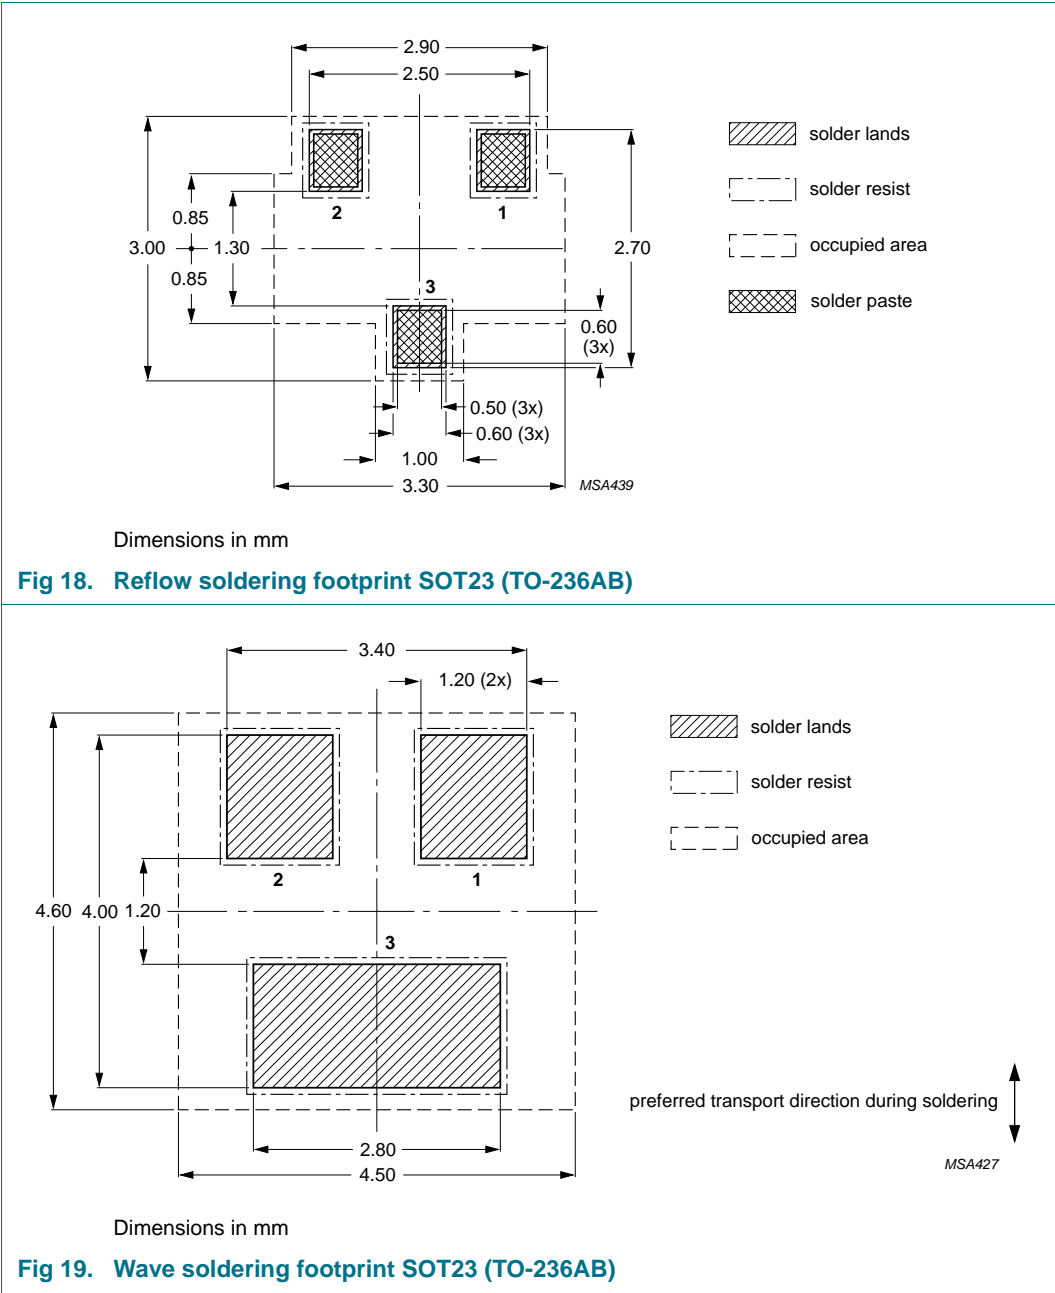 2.90
2.50
solder lands
solder resist
2
1
0.85
3.00
1.30
2.70
occupied area
0.85
3
solder paste
0.60
(3x)
0.50 (3x)
0.60 (3x)
1.00
3.30
MSA439
Dimensions in mm
Fig 18. Reflow soldering footprint SOT23 (TO-236AB)
3.40
1.20 (2x)
solder lands
solder resist
occupied area
2
1
4.60
4.00
1.20
3
preferred transport direction during soldering
2.80
4.50
MSA427
Dimensions in mm
Fig 19. Wave soldering footprint SOT23 (TO-236AB)